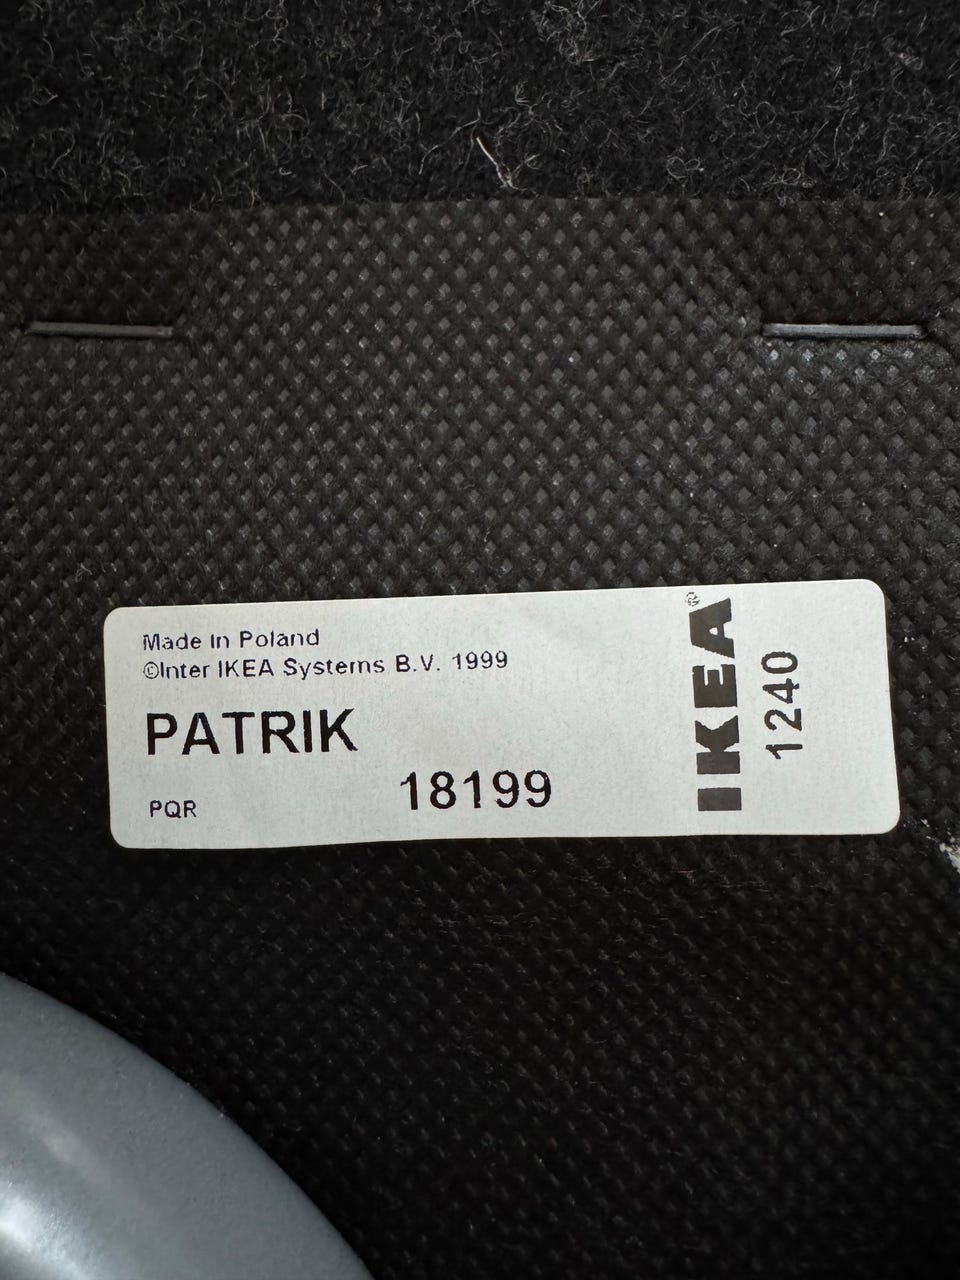 Made in Poland
©Inter IKEA Systems B.V. 1999
PATRIK
18199
PQR
IKEA®
1240